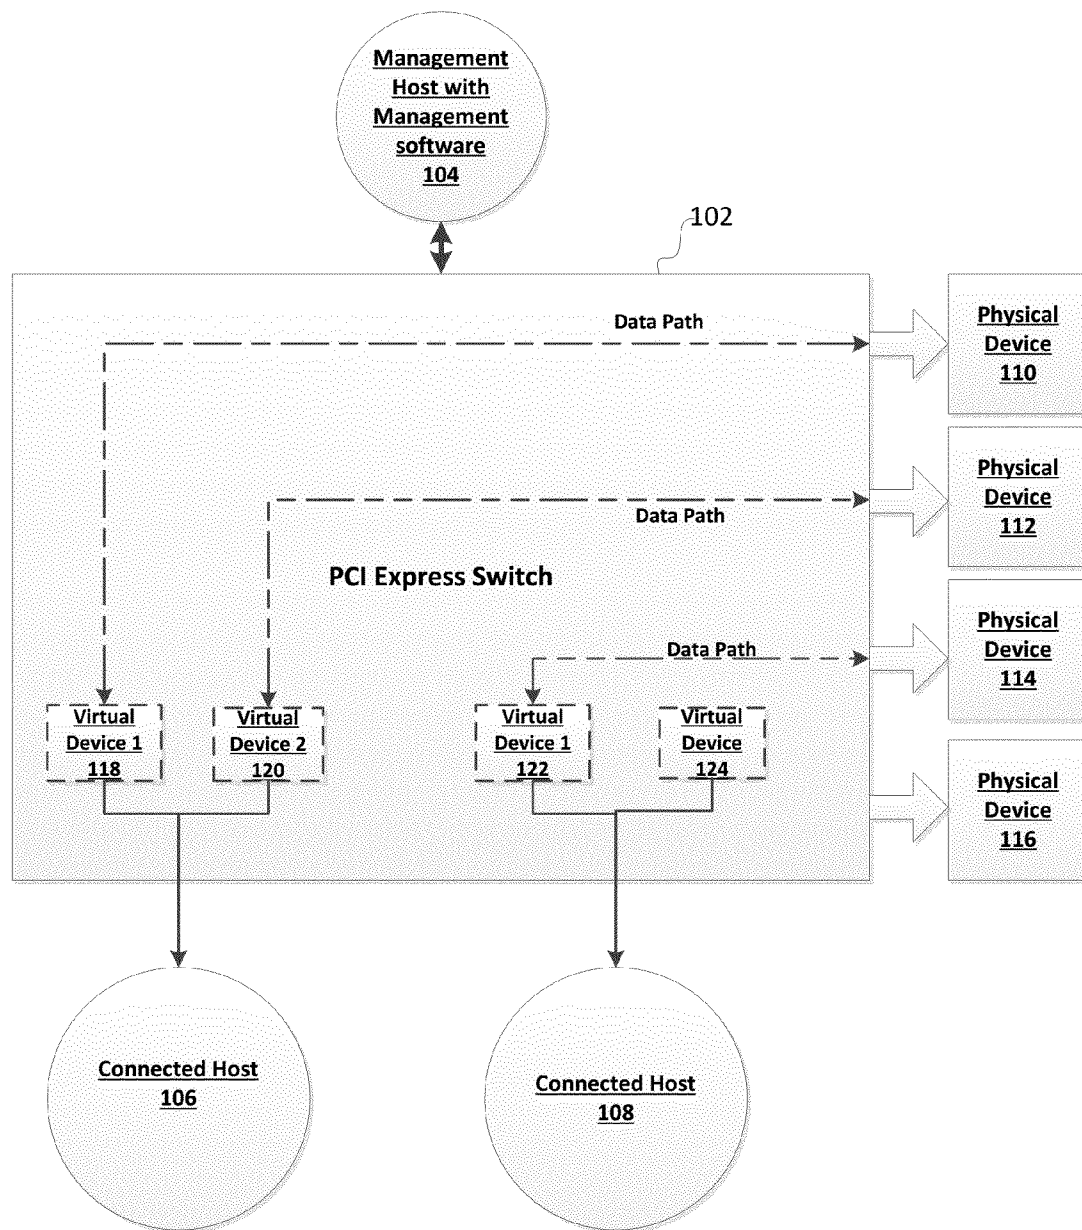 Management
Host with
Management
software
104
102
Data Path
Physical
Device
110
Data Path
Physical
Device
112
PCI Express Switch
Data Path
Physical
Device
114
Virtual
Device 1
118
Virtual
Device 2
120
Virtual
Device 1
122
Virtual
Device
124
Physical
Device
116
Connected Host
106
Connected Host
108